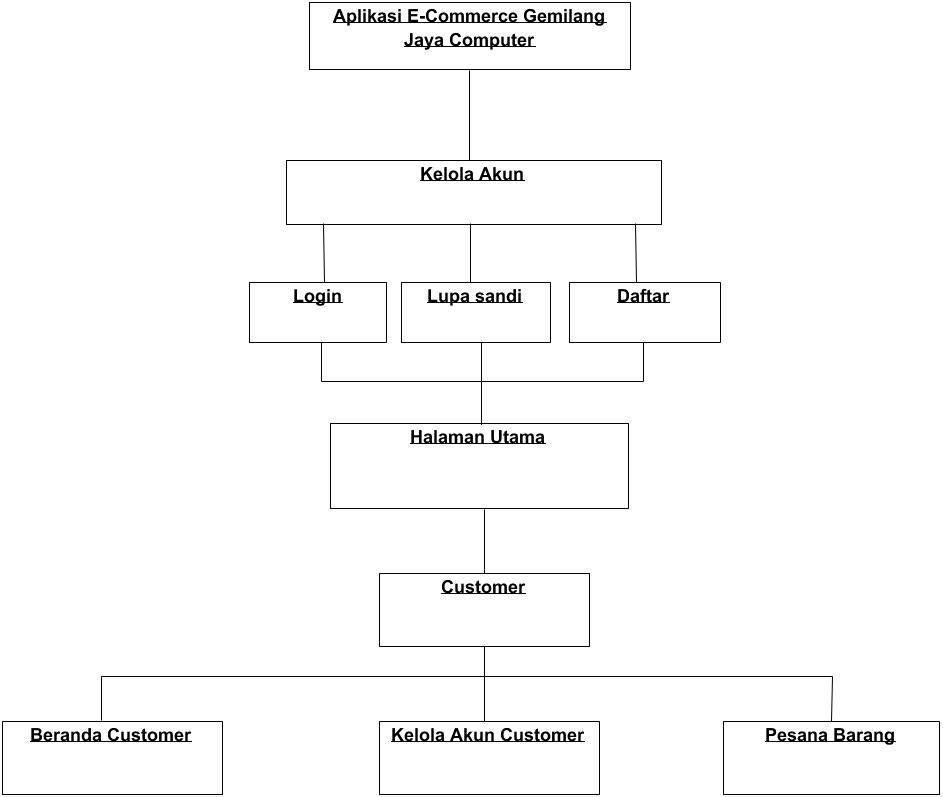 Aplikasi E-Commerce Gemilang
Jaya Computer
Kelola Akun
Login
Lupa sandi
Daftar
Halaman Utama
Customer
Beranda Customer
Kelola Akun Customer
Pesana Barang